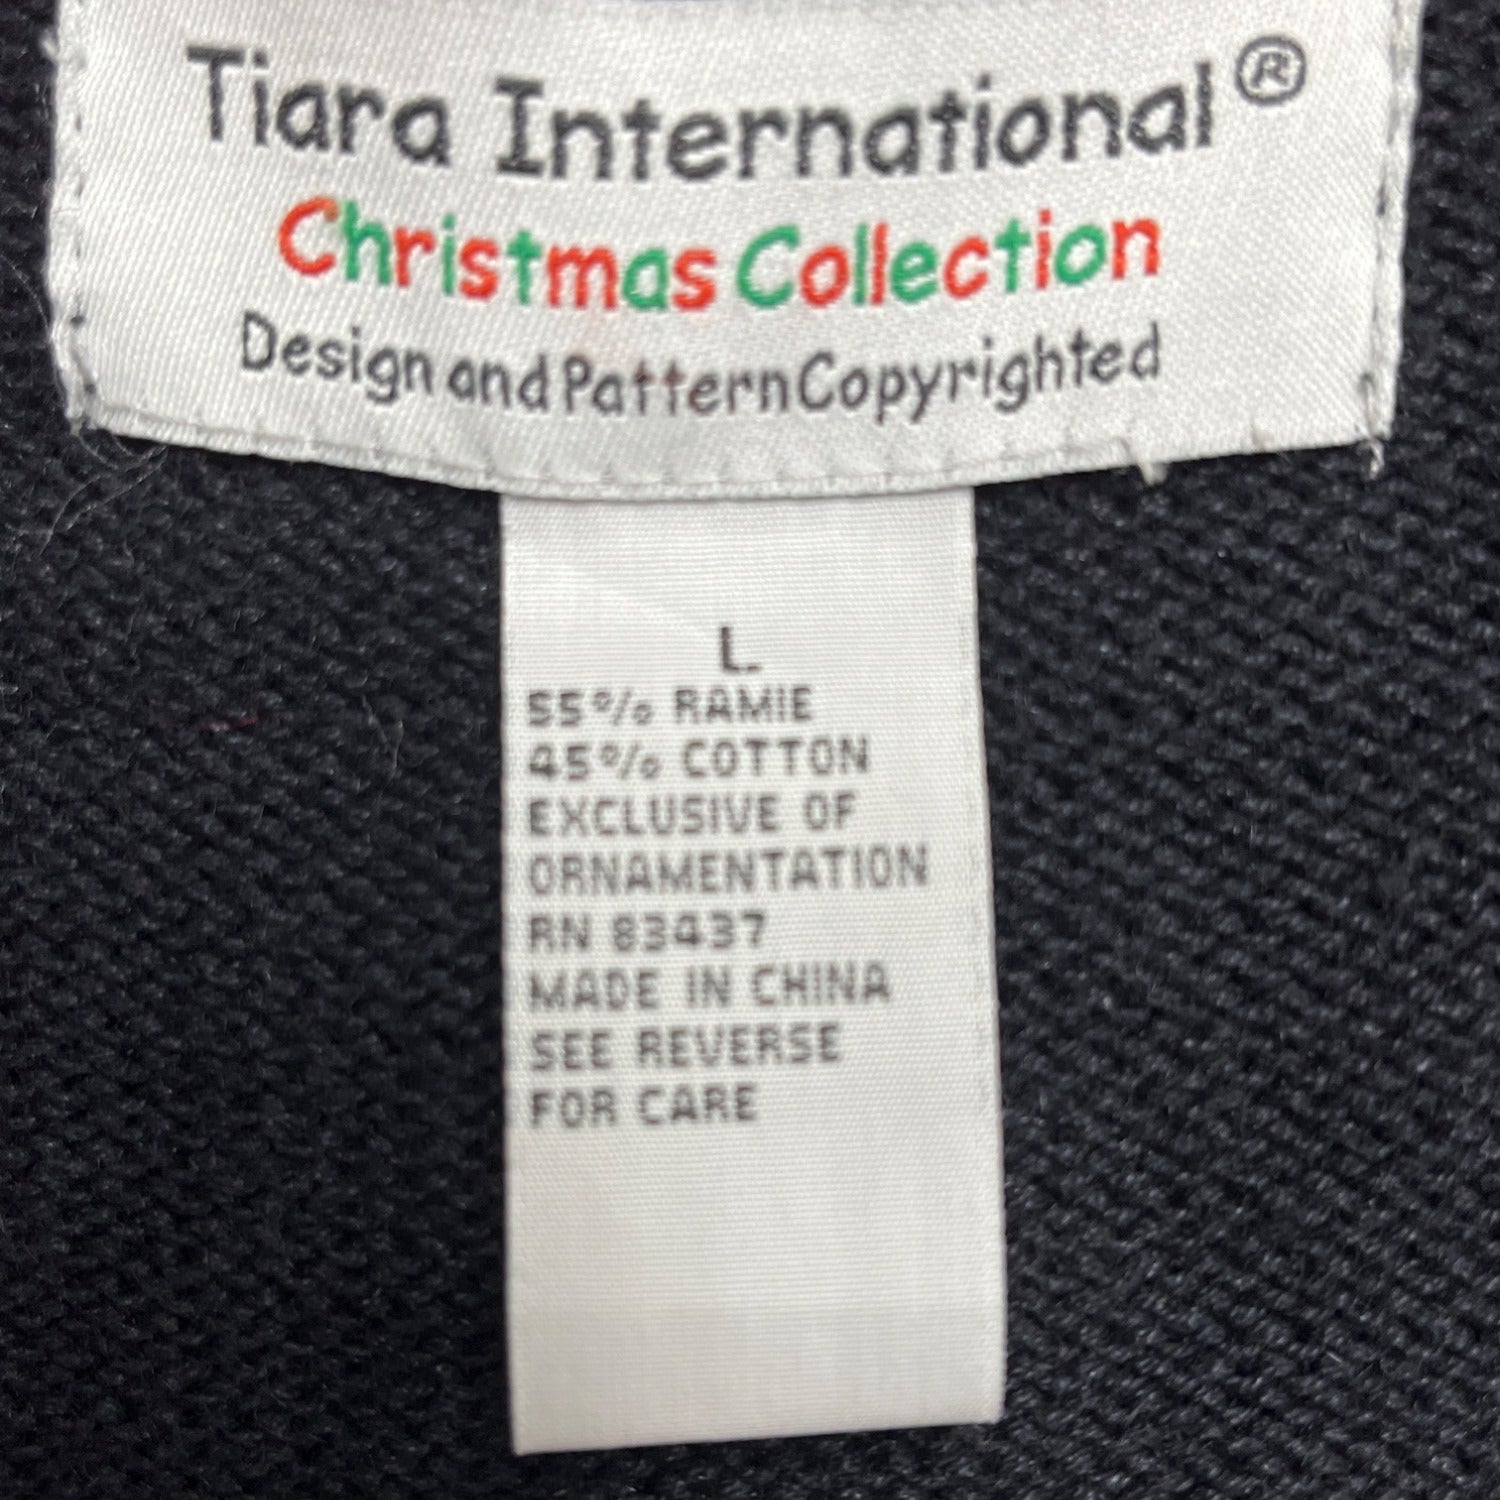 Tiara International®
Christmas Collection
Design and Pattern Copyrighted
L
55% RAMIE
45% COTTON
EXCLUSIVE OF
ORNAMENTATION
RN 83437
MADE IN CHINA
SEE REVERSE
FOR CARE